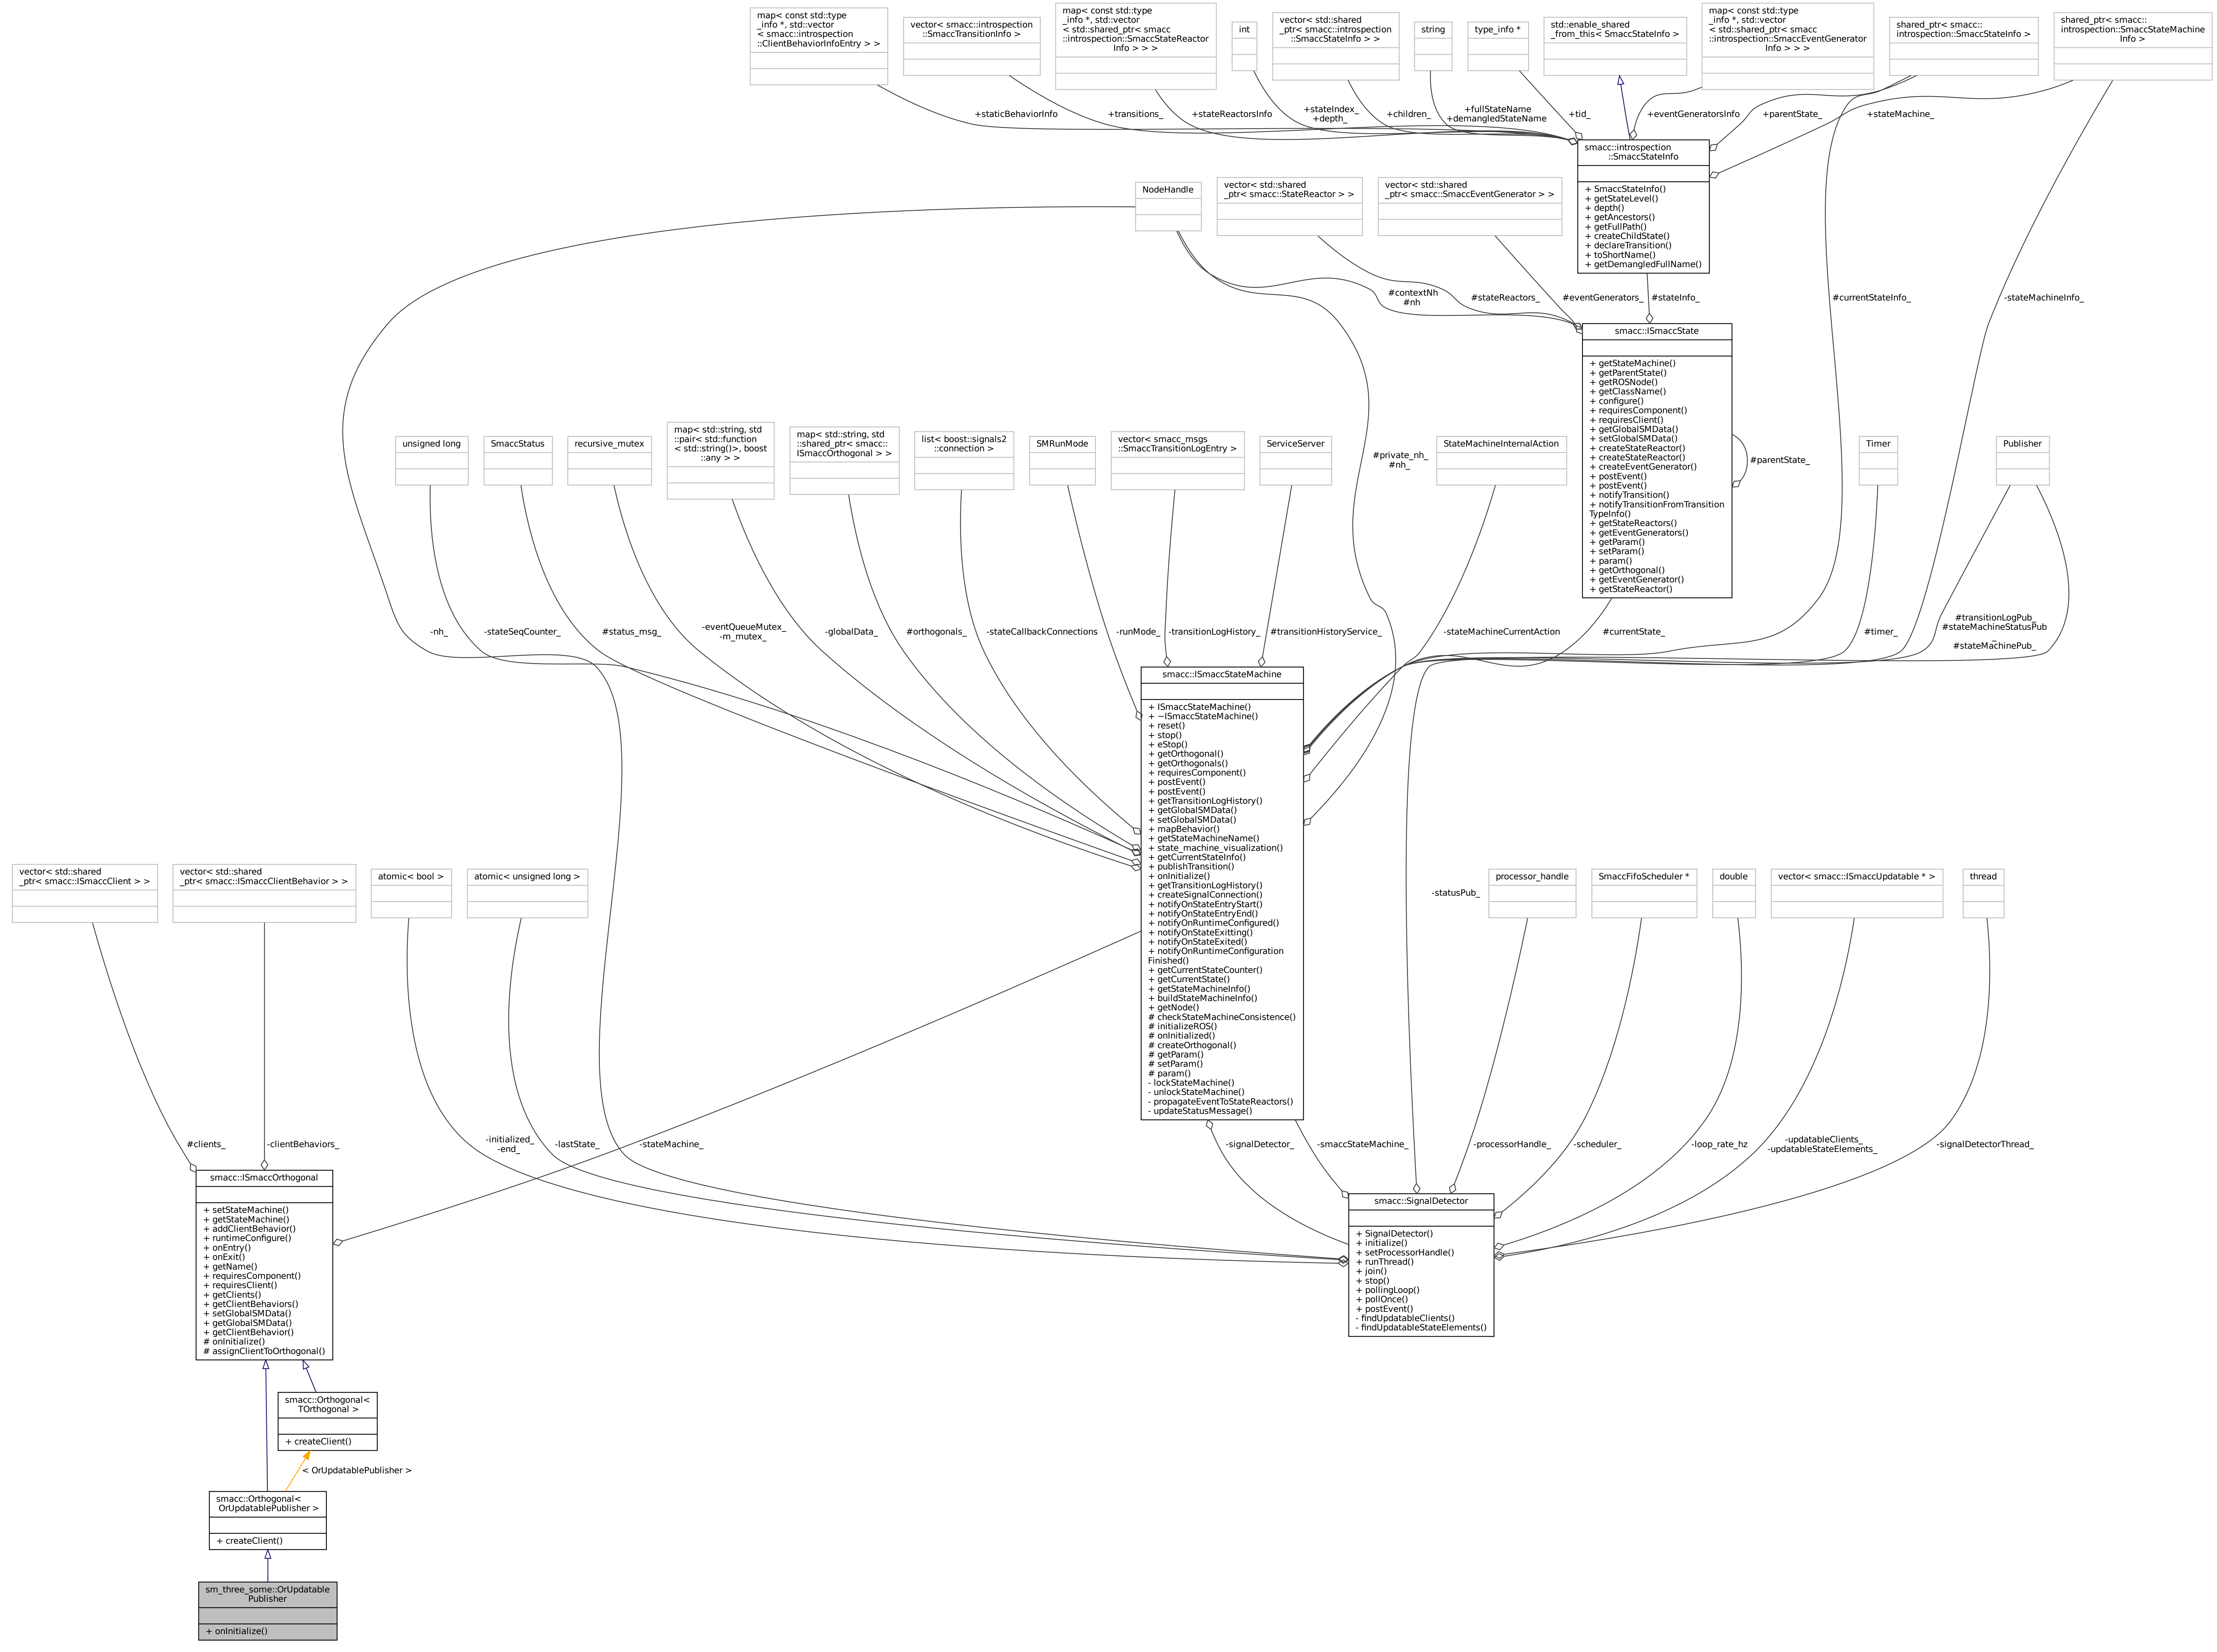 map< const std::type
_info *, std::vector
< smacc::introspection
::ClientBehaviorInfoEntry > >
vector< smacc::introspection
::SmaccTransitionInfo >
map< const std::type
_info *, std::vector
< std::shared_ptr< smacc
::introspection::SmaccStateReactor
Info > > >
int
vector< std::shared
_ptr< smacc::introspection
::SmaccStateInfo > >
string
type_info *
std::enable_shared
_from_this< SmaccStateInfo >
map< const std::type
_info *, std::vector
< std::shared_ptr< smacc
::introspection::SmaccEventGenerator
Info > > >
shared_ptr< smacc::
introspection::SmaccStateInfo >
shared_ptr< smacc::
introspection::SmaccStateMachine
Info >
+staticBehaviorInfo
+transitions_
+stateReactorsInfo
+stateIndex_
+depth_
+children_
+fullStateName
+demangledStateName
+tid_
+eventGeneratorsInfo
+parentState_
+stateMachine_
smacc::introspection
::SmaccStateInfo
+ SmaccStateInfo()
+ getStateLevel()
+ depth()
+ getAncestors()
+ getFullPath()
+ createChildState()
+ declareTransition()
+ toShortName()
+ getDemangledFullName()
NodeHandle
vector< std::shared
_ptr< smacc::StateReactor > >
vector< std::shared
_ptr< smacc::SmaccEventGenerator > >
#contextNh
#nh
#stateReactors_
#eventGenerators_
#stateInfo_
#currentStateInfo_
-stateMachineInfo_
smacc::ISmaccState
+ getStateMachine()
+ getParentState()
+ getROSNode()
+ getClassName()
+ configure()
+ requiresComponent()
+ requiresClient()
+ getGlobalSMData()
+ setGlobalSMData()
+ createStateReactor()
+ createStateReactor()
+ createEventGenerator()
+ postEvent()
+ postEvent()
+ notifyTransition()
+ notifyTransitionFromTransition
TypeInfo()
+ getStateReactors()
+ getEventGenerators()
+ getParam()
+ setParam()
+ param()
+ getOrthogonal()
+ getEventGenerator()
+ getStateReactor()
#parentState_
unsigned long
SmaccStatus
recursive_mutex
map< std::string, std
::pair< std::function
< std::string()>, boost
::any > >
map< std::string, std
::shared_ptr< smacc::
ISmaccOrthogonal > >
list< boost::signals2
::connection >
SMRunMode
vector< smacc_msgs
::SmaccTransitionLogEntry >
ServiceServer
#private_nh_
#nh_
StateMachineInternalAction
Timer
Publisher
-nh_
-stateSeqCounter_
#status_msg_
-eventQueueMutex_
-m_mutex_
-globalData_
#orthogonals_
-stateCallbackConnections
-runMode_
-transitionLogHistory_
#transitionHistoryService_
-stateMachineCurrentAction
#currentState_
#timer_
#transitionLogPub_
#stateMachineStatusPub
_
#stateMachinePub_
smacc::ISmaccStateMachine
+ ISmaccStateMachine()
+ ~ISmaccStateMachine()
+ reset()
+ stop()
+ eStop()
+ getOrthogonal()
+ getOrthogonals()
+ requiresComponent()
+ postEvent()
+ postEvent()
+ getTransitionLogHistory()
+ getGlobalSMData()
+ setGlobalSMData()
+ mapBehavior()
+ getStateMachineName()
+ state_machine_visualization()
+ getCurrentStateInfo()
+ publishTransition()
+ onInitialize()
+ getTransitionLogHistory()
+ createSignalConnection()
+ notifyOnStateEntryStart()
+ notifyOnStateEntryEnd()
+ notifyOnRuntimeConfigured()
+ notifyOnStateExitting()
+ notifyOnStateExited()
+ notifyOnRuntimeConfiguration
Finished()
+ getCurrentStateCounter()
+ getCurrentState()
+ getStateMachineInfo()
+ buildStateMachineInfo()
+ getNode()
# checkStateMachineConsistence()
# initializeROS()
# onInitialized()
# createOrthogonal()
# getParam()
# setParam()
# param()
- lockStateMachine()
- unlockStateMachine()
- propagateEventToStateReactors()
- updateStatusMessage()
vector< std::shared
_ptr< smacc::ISmaccClient > >
vector< std::shared
_ptr< smacc::ISmaccClientBehavior > >
atomic< bool >
atomic< unsigned long >
-statusPub_
processor_handle
SmaccFifoScheduler *
double
vector< smacc::ISmaccUpdatable * >
thread
#clients_
-clientBehaviors_
-initialized_
-end_
-lastState_
-stateMachine_
-signalDetector_
-smaccStateMachine_
-processorHandle_
-scheduler_
-loop_rate_hz
-updatableClients_
-updatableStateElements_
-signalDetectorThread_
smacc::ISmaccOrthogonal
+ setStateMachine()
+ getStateMachine()
+ addClientBehavior()
+ runtimeConfigure()
+ onEntry()
+ onExit()
+ getName()
+ requiresComponent()
+ requiresClient()
+ getClients()
+ getClientBehaviors()
+ setGlobalSMData()
+ getGlobalSMData()
+ getClientBehavior()
# onInitialize()
# assignClientToOrthogonal()
smacc::SignalDetector
+ SignalDetector()
+ initialize()
+ setProcessorHandle()
+ runThread()
+ join()
+ stop()
+ pollingLoop()
+ pollOnce()
+ postEvent()
- findUpdatableClients()
- findUpdatableStateElements()
smacc::Orthogonal<
TOrthogonal >
+ createClient()
< OrUpdatablePublisher >
smacc::Orthogonal<
OrUpdatablePublisher >
+ createClient()
sm_three_some::OrUpdatable
Publisher
+ onInitialize()